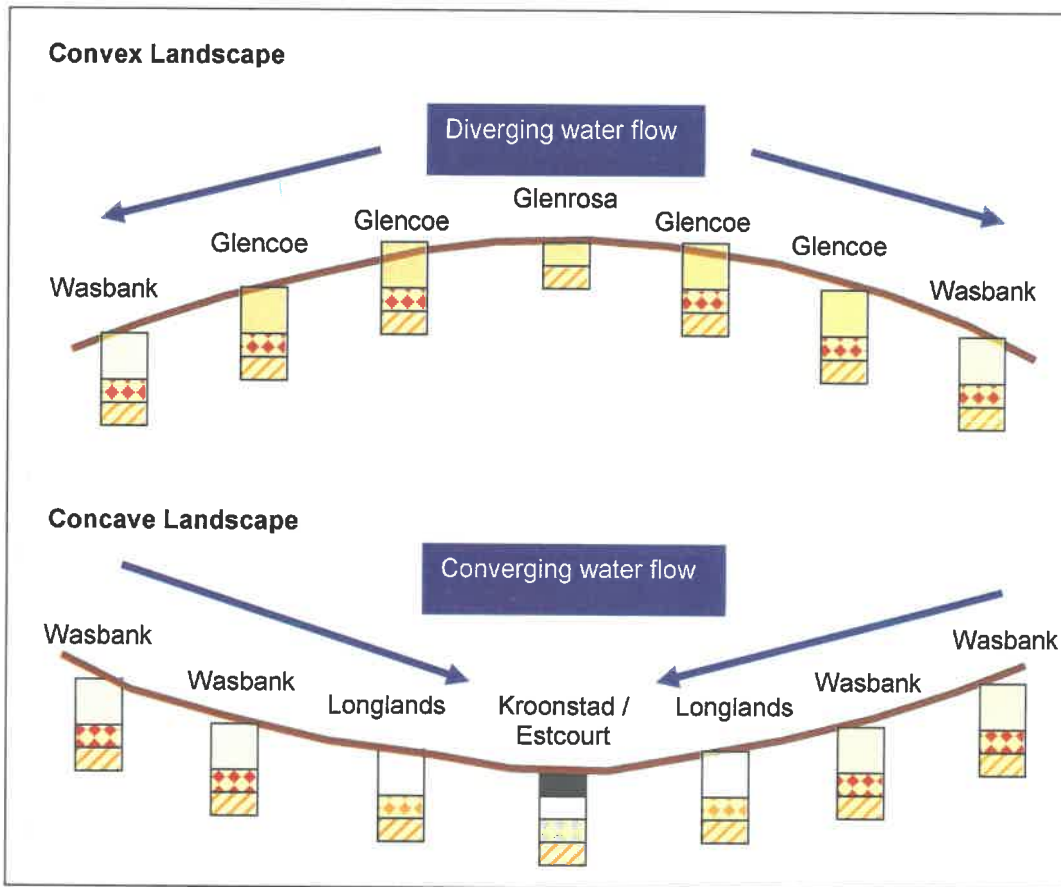 Convex Landscape
Diverging water flow
Glenrosa
Glencoe
Glencoe
Glencoe
Glencoe
Wasbank
Wasbank
Concave Landscape
Converging water flow
Wasbank
Wasbank
Wasbank
Longlands
Kroonstad /
Estcourt
Longlands
Wasbank